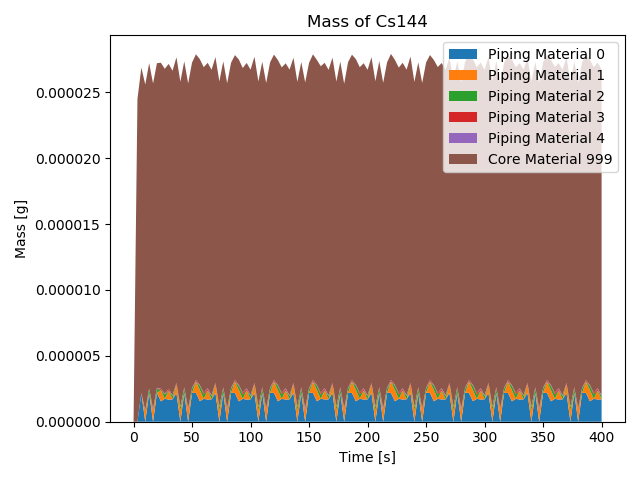 Mass of Cs144
Piping Material 0
Piping Material 1
Piping Material 2
Piping Material 3
Piping Material 4
Core Material 999
Mass [g]
0.000025
0.000020
0.000015
0.000010
0.000005
0.000000
0 50 100 150 200 250 300 350 400
Time [s]